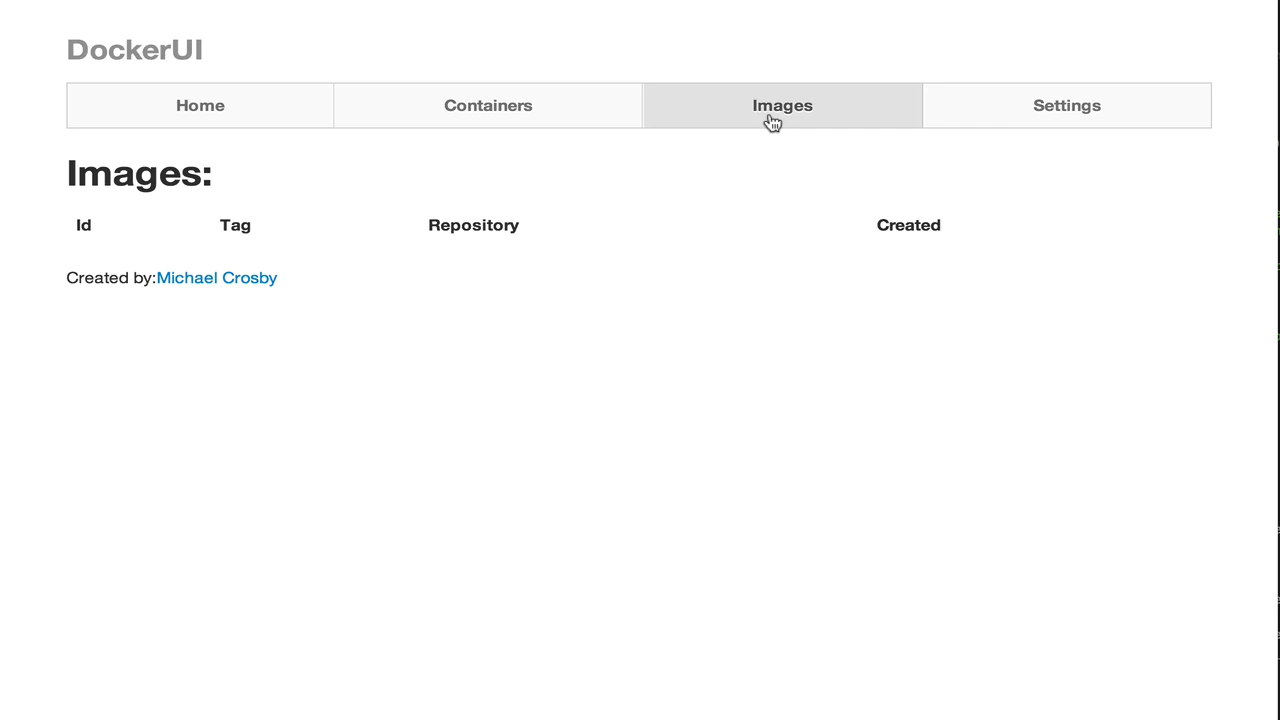 DockerUI
Home Containers Images Settings
Images:
Id Tag Repository Created
Created by:Michael Crosby